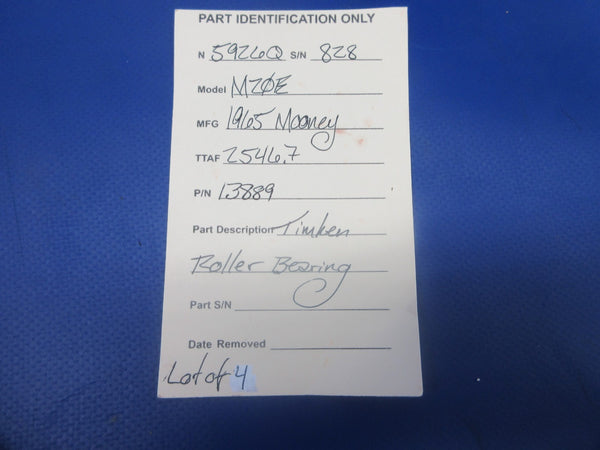 PART IDENTIFICATION ONLY
N 5926Q S/N 828
Model M20E
MFG 1965 Mooney
TTAF 2546.7
P/N 13889
Part Description Timken
Roller Bearing
Part S/N
Date Removed
Lot of 4